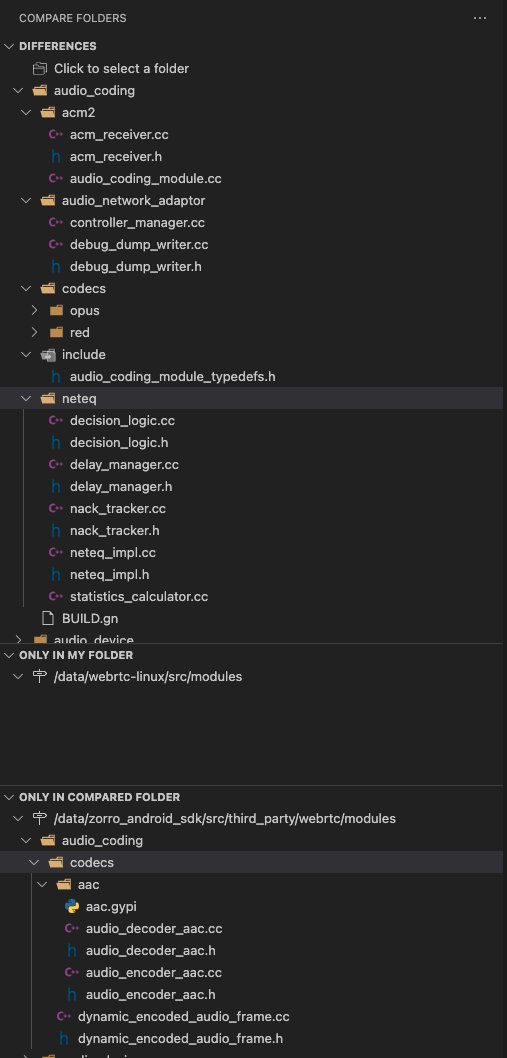 COMPARE FOLDERS
DIFFERENCES
Click to select a folder
audio_coding
acm2
acm_receiver.cc
acm_receiver.h
audio_coding_module.cc
audio_network_adaptor
controller_manager.cc
debug_dump_writer.cc
debug_dump_writer.h
codecs
opus
red
include
audio_coding_module_typedefs.h
neteq
decision_logic.cc
decision_logic.h
delay_manager.cc
delay_manager.h
nack_tracker.cc
nack_tracker.h
neteq_impl.cc
neteq_impl.h
statistics_calculator.cc
BUILD.gn
audio_device
ONLY IN MY FOLDER
/data/webrtc-linux/src/modules
ONLY IN COMPARED FOLDER
/data/zorro_android_sdk/src/third_party/webrtc/modules
audio_coding
codecs
aac
aac.gypi
audio_decoder_aac.cc
audio_decoder_aac.h
audio_encoder_aac.cc
audio_encoder_aac.h
dynamic_encoded_audio_frame.cc
dynamic_encoded_audio_frame.h